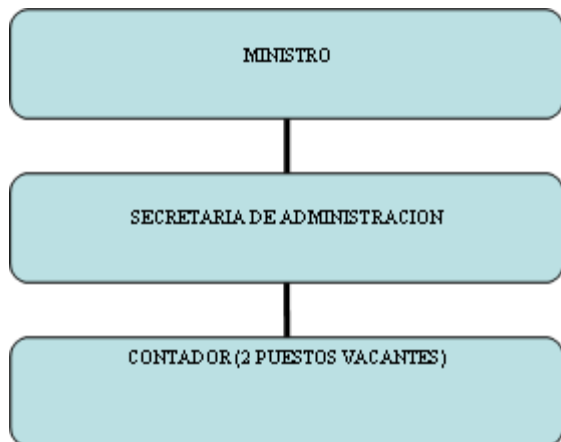 MINISTRO
SECRETARIA DE ADMINISTRACION
CONTADOR (2 PUESTOS VACANTES)